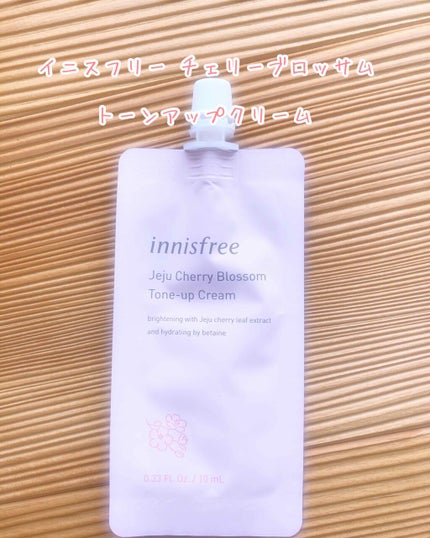 イニスフリー チェリーブロッサム
トーンアップクリーム
innisfree
Jeju Cherry Blossom
Tone-up Cream
brightening with Jeju cherry leaf extract
and hydrating by betaine
0.33 Fl. Oz. / 10 mL